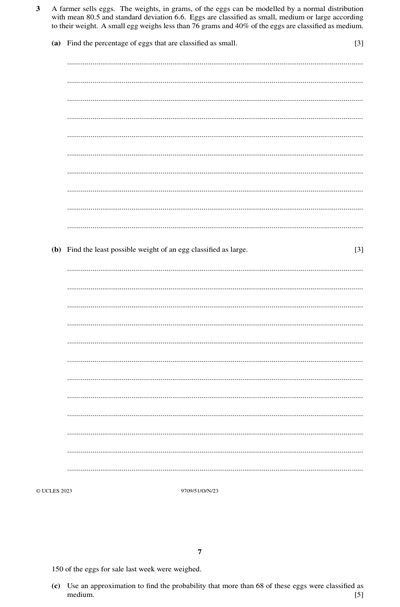 3 A farmer sells eggs. The weights, in grams, of the eggs can be modelled by a normal distribution
with mean 80.5 and standard deviation 6.6. Eggs are classified as small, medium or large according
to their weight. A small egg weighs less than 76 grams and 40% of the eggs are classified as medium.
(a) Find the percentage of eggs that are classified as small. [3]
(b) Find the least possible weight of an egg classified as large. [3]
© UCLES 2023 9709/51/O/N/23
7
150 of the eggs for sale last week were weighed.
(c) Use an approximation to find the probability that more than 68 of these eggs were classified as
medium. [5]